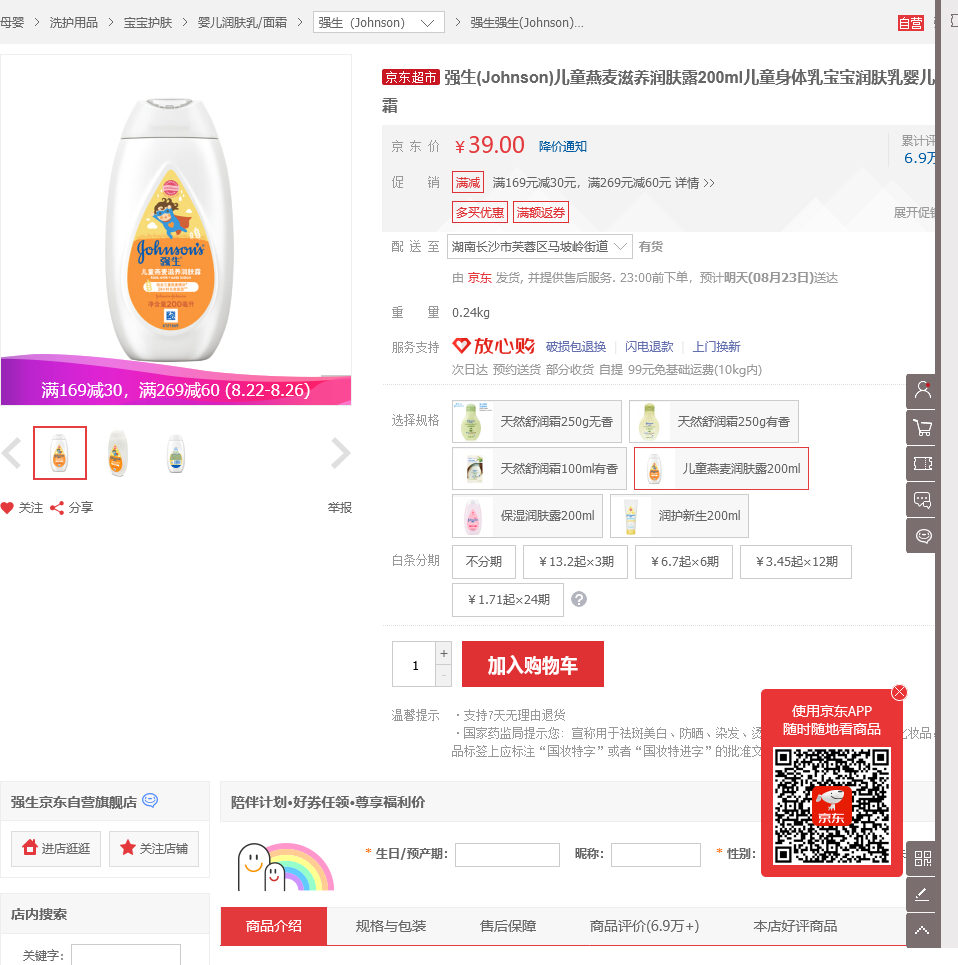 母婴 > 洗护用品 > 宝宝护肤 > 婴儿润肤乳/面霜 > 强生（Johnson） > 强生强生(Johnson)...
自营
京东超市 强生(Johnson)儿童燕麦滋养润肤露200ml儿童身体乳宝宝润肤乳婴儿
霜
京东价 ￥39.00 降价通知
累计评
6.9万
促销 满减 满169元减30元，满269元减60元 详情 >>
多买优惠 满额返券
展开促销
配送至 湖南长沙市芙蓉区马坡岭街道 有货
由 京东 发货, 并提供售后服务. 23:00前下单，预计明天(08月23日)送达
重量 0.24kg
服务支持 放心购 破损包退换 闪电退款 上门换新
次日达 预约送货 部分收货 自提 99元免基础运费(10kg内)
Johnson's
强生
儿童燕麦滋养润肤露
净含量200毫升
满169减30，满269减60 (8.22-8.26)
关注 分享 举报
选择规格 天然舒润霜250g无香 天然舒润霜250g有香
天然舒润霜100ml有香 儿童燕麦润肤露200ml
保湿润肤露200ml 润护新生200ml
白条分期 不分期 ￥13.2起×3期 ￥6.7起×6期 ￥3.45起×12期
￥1.71起×24期 ?
1 + - 加入购物车
温馨提示 ·支持7天无理由退货
·国家药监局提示您：宣称用于祛斑美白、防晒、染发、烫
化妆品
品标签上应标注“国妆特字”或者“国妆特进字”的批准文
使用京东APP
随时随地看商品
京东
强生京东自营旗舰店
进店逛逛 关注店铺
店内搜索
关键字：
陪伴计划•好券任领•尊享福利价
* 生日/预产期： 昵称： * 性别：
商品介绍 规格与包装 售后保障 商品评价(6.9万+) 本店好评商品